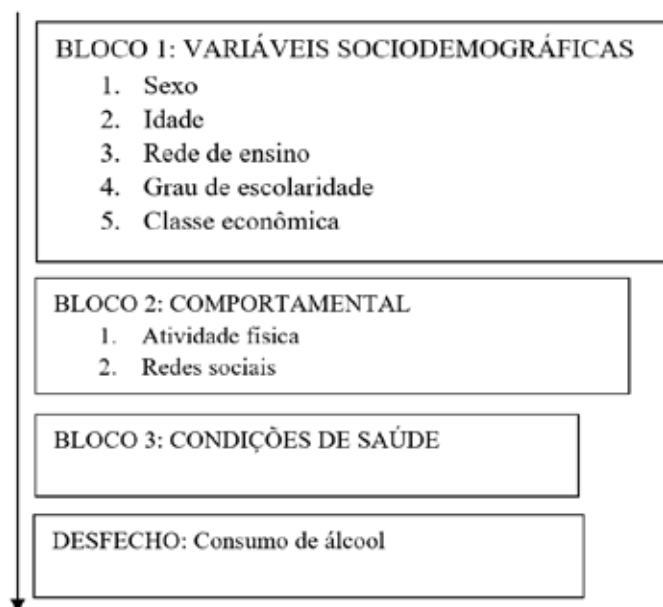 BLOCO 1: VARIÁVEIS SOCIODEMOGRÁFICAS
1. Sexo
2. Idade
3. Rede de ensino
4. Grau de escolaridade
5. Classe econômica
BLOCO 2: COMPORTAMENTAL
1. Atividade física
2. Redes sociais
BLOCO 3: CONDIÇÕES DE SAÚDE
DESFECHO: Consumo de álcool